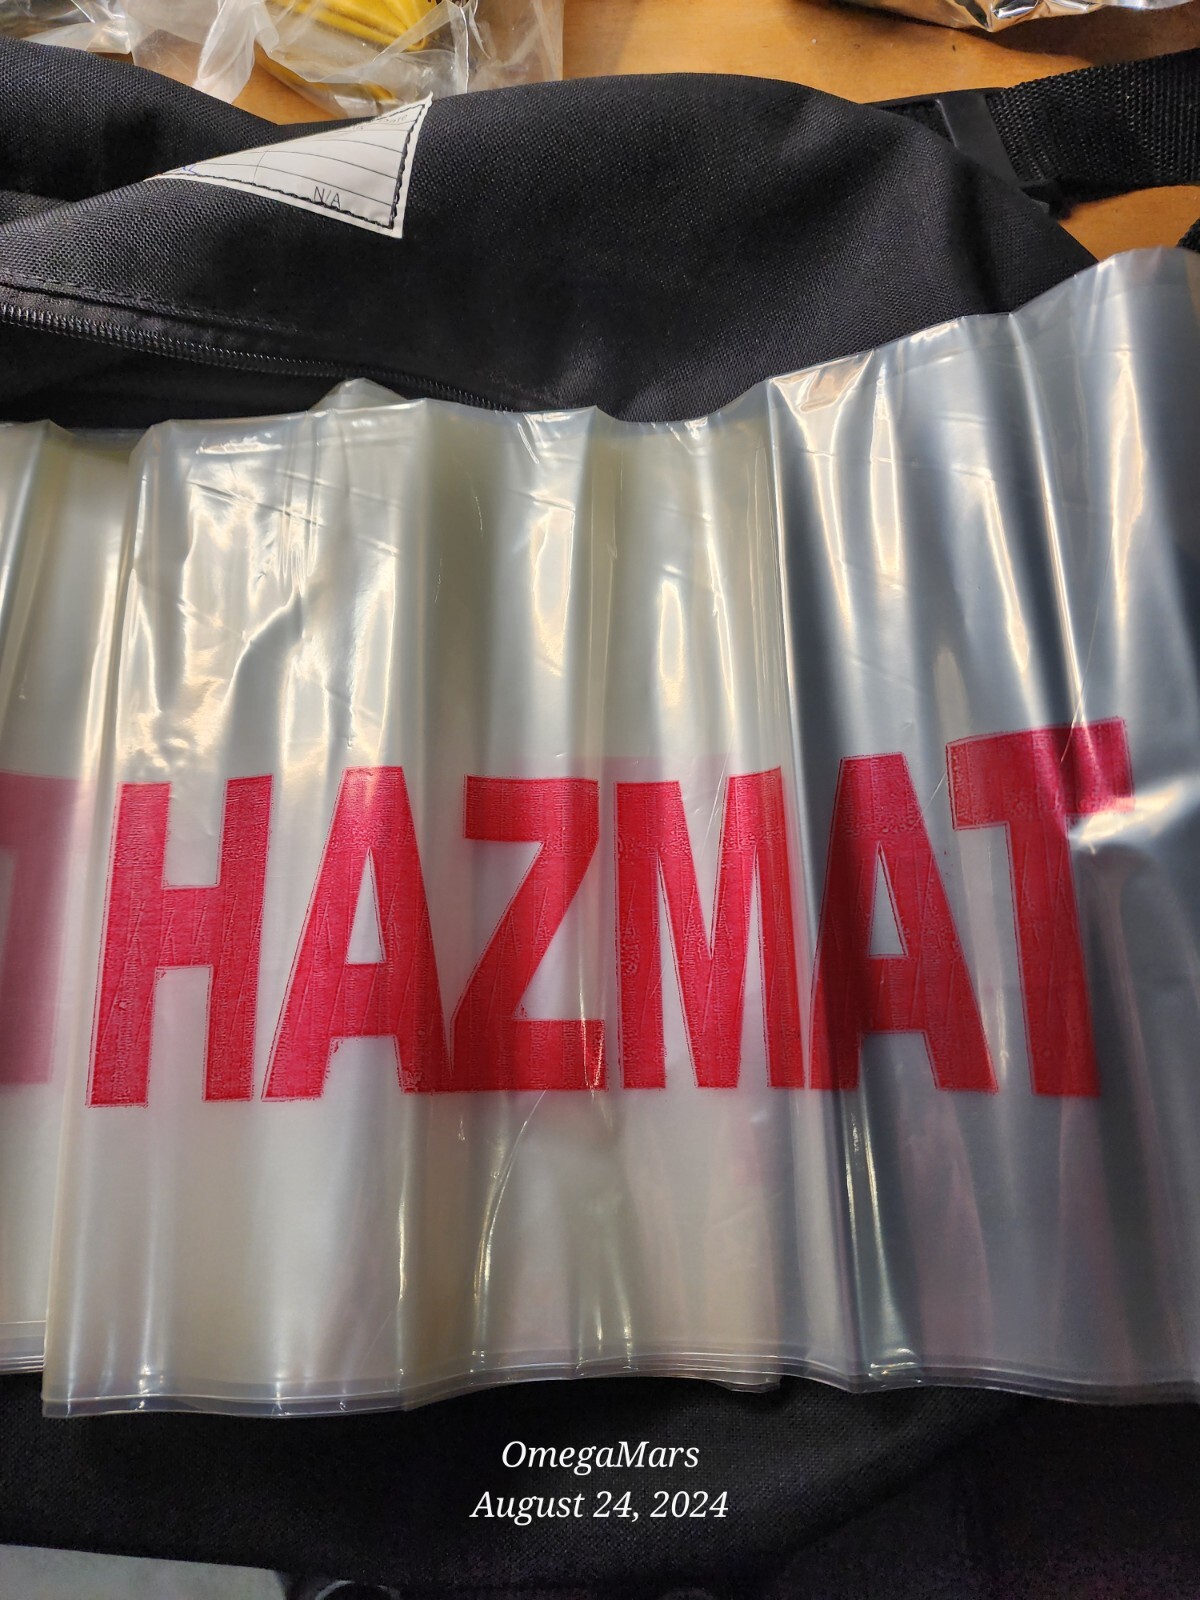 N/A
HAZMAT
OmegaMars
August 24, 2024